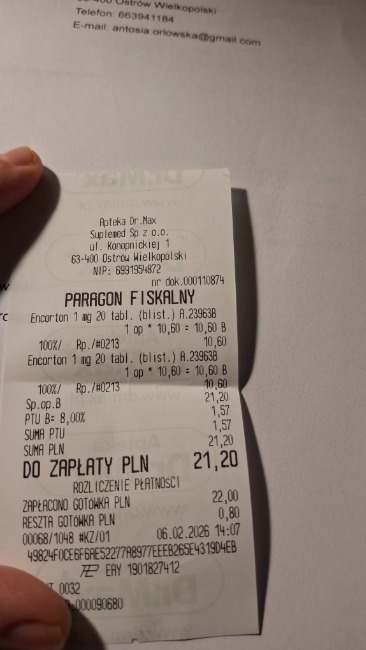 -400 Ostrów Wielkopolski
Telefon: 663941184
E-mail: antosia.orlowska@gmail.com
Apteka Dr.Max
Suplemed Sp z o.o.
ul. Konopnickiej 1
63-400 Ostrów Wielkopolski
NIP: 6991954872
nr dok.000110874
PARAGON FISKALNY
Encorton 1 mg 20 tabl. (blist.) A.23963B
1 op * 10,60 = 10,60 B
100%/ Rp./#0213 10,60
Encorton 1 mg 20 tabl. (blist.) A.23963B
1 op * 10,60 = 10,60 B
100%/ Rp./#0213 10,60
Sp.op.B 21,20
PTU B= 8,00% 1,57
SUMA PTU 1,57
SUMA PLN 21,20
DO ZAPŁATY PLN 21,20
ROZLICZENIE PŁATNOŚCI
ZAPŁACONO GOTÓWKA PLN 22,00
RESZTA GOTÓWKA PLN 0,80
00068/1048 #KZ/01 06.02.2026 14:07
49824F0CE6F6AE52277A8977EEEB265E4319D4EB
EAY 1901827412
0032
000090680